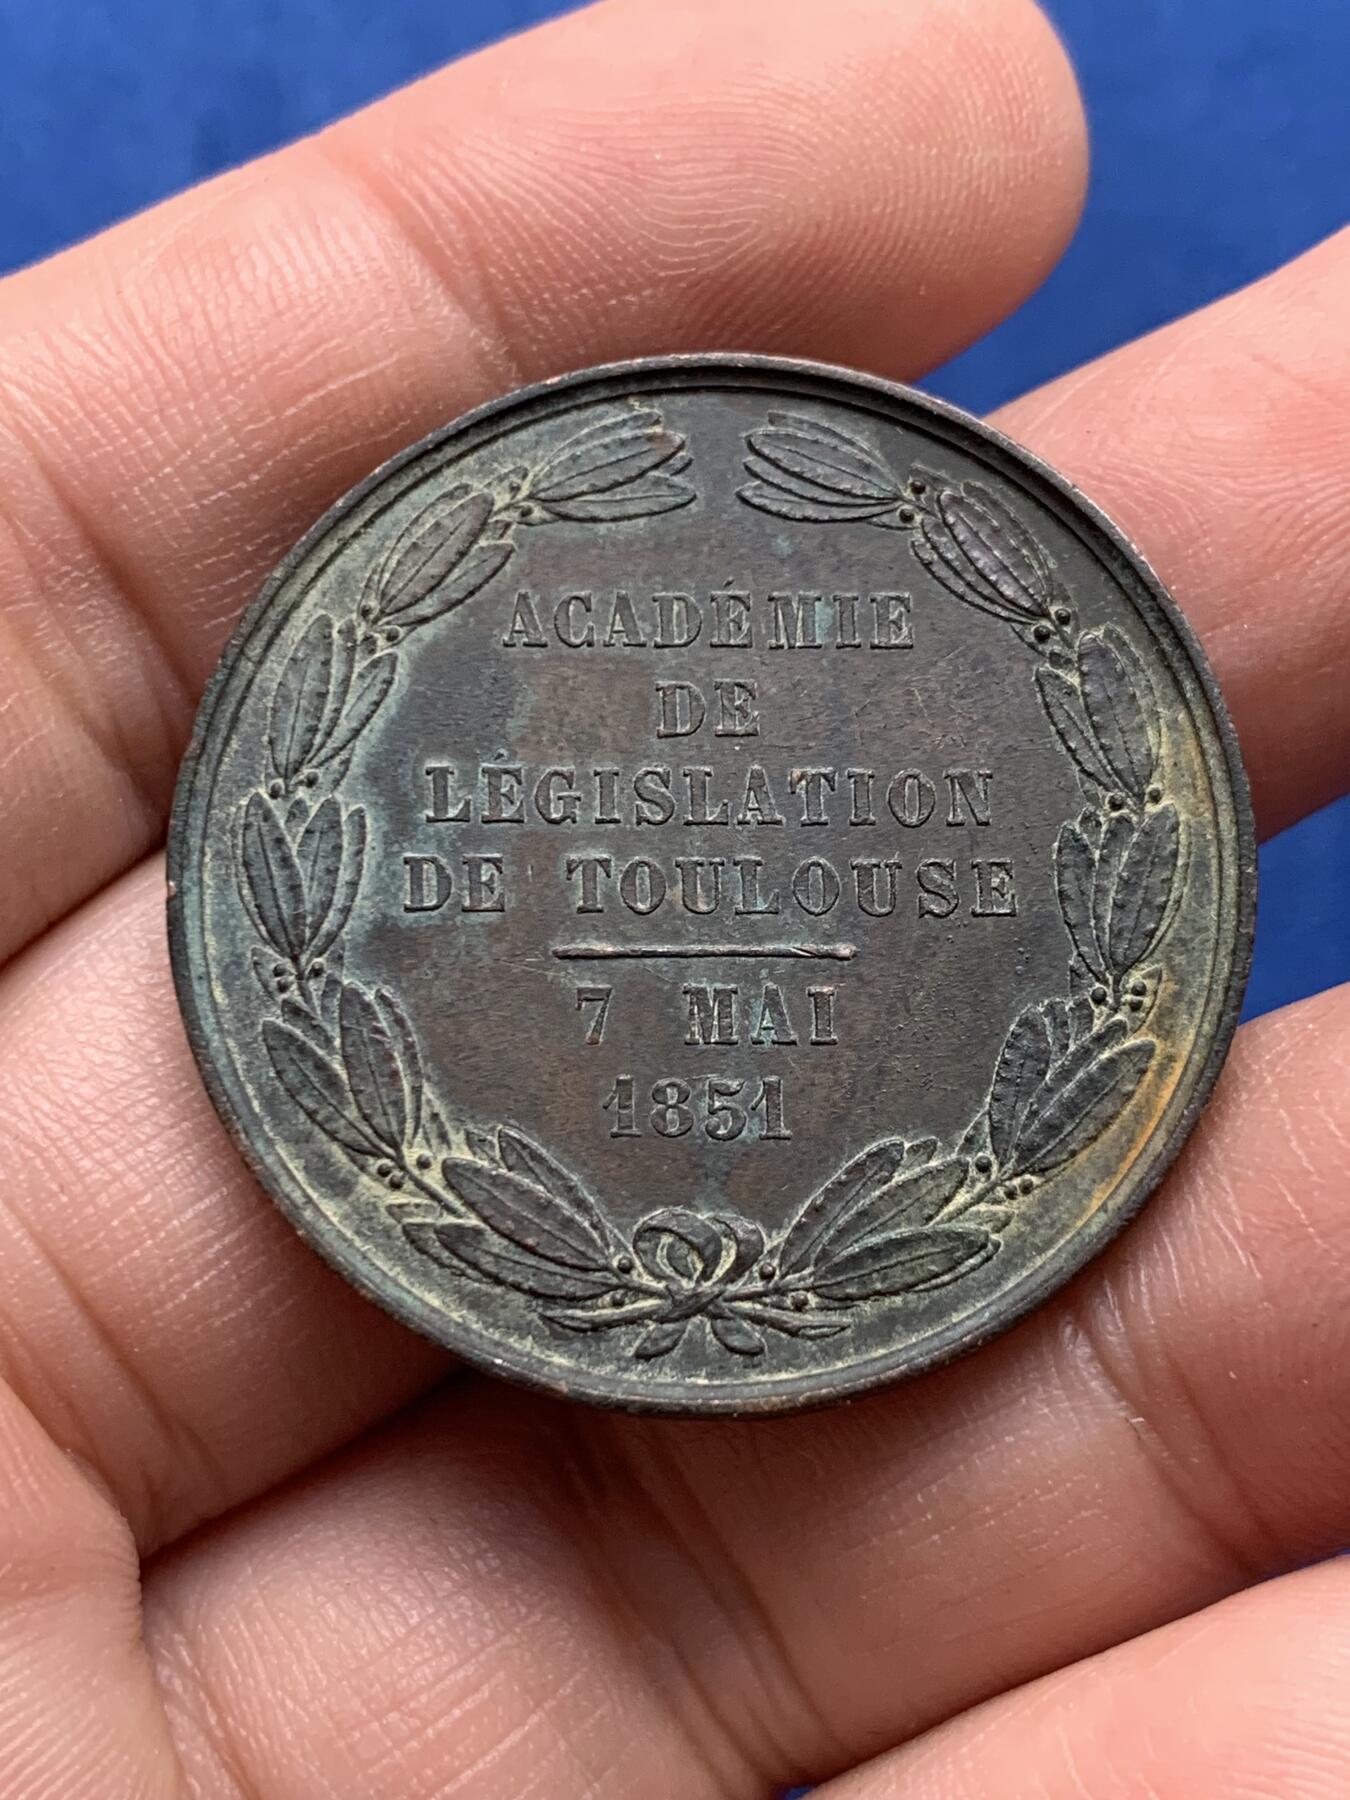 ACADÉMIE
DE
LÉGISLATION
DE TOULOUSE
7 MAI
1851